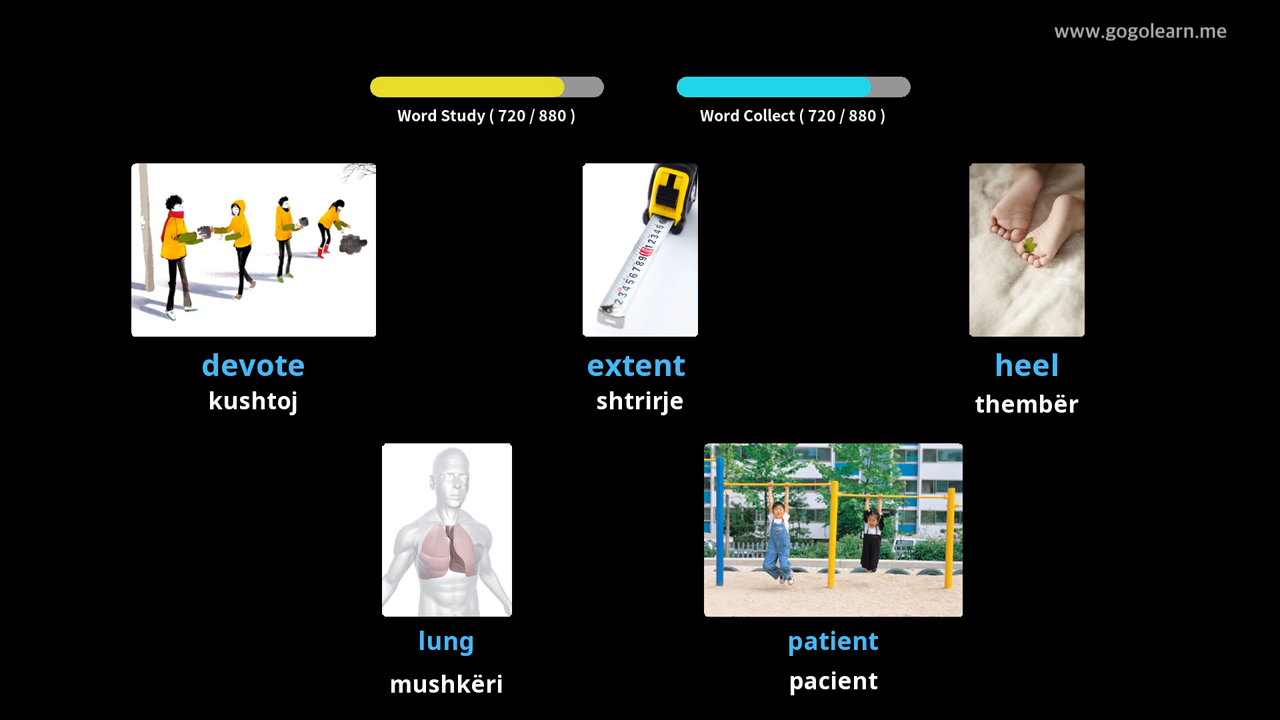 www.gogolearn.me
Word Study ( 720 / 880 )
Word Collect ( 720 / 880 )
devote
kushtoj
extent
shtrirje
heel
thembër
lung
mushkëri
patient
pacient